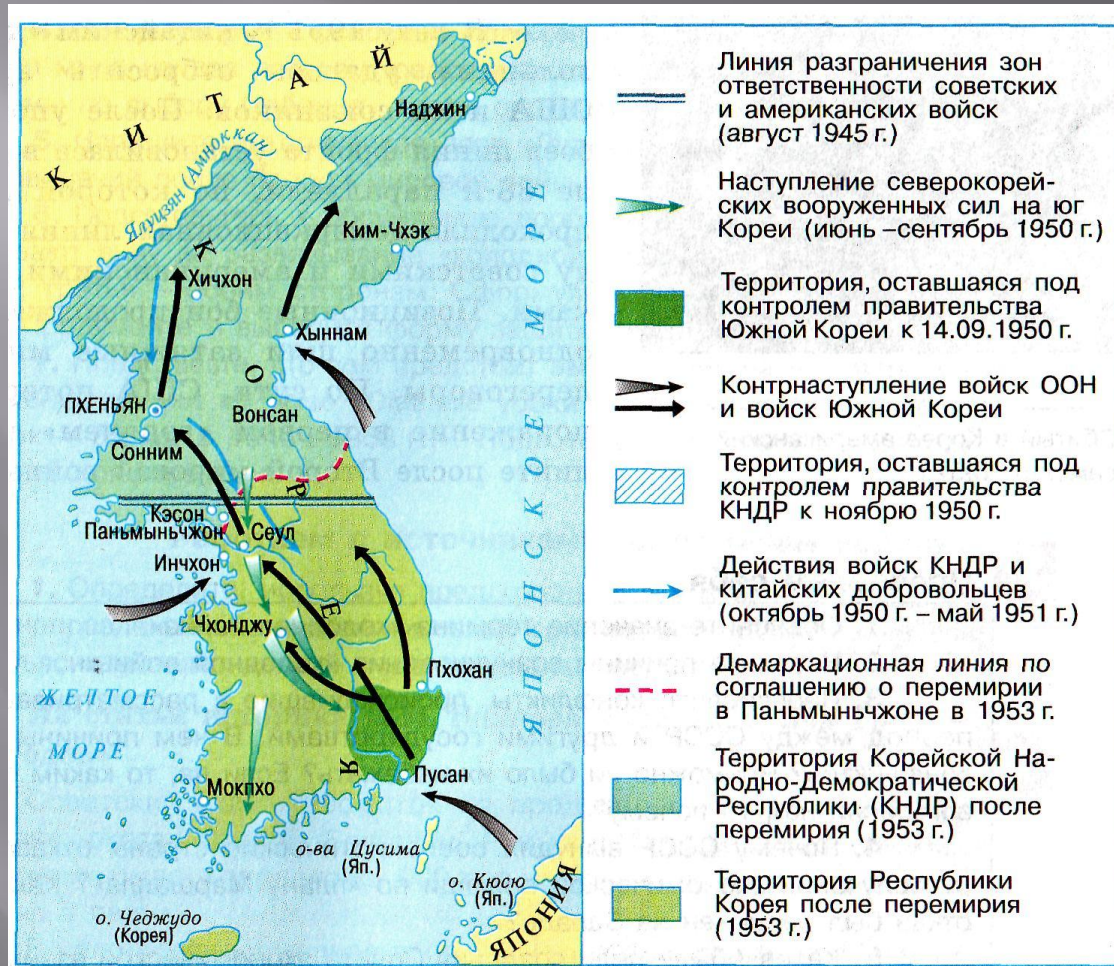 КИТАЙ
Наджин
Ялуцзян (Амноккан)
Ким-Чхэк
Хичхон
Хыннам
ПХЕНЬЯН
Вонсан
Сонним
КОРЕЯ
ЯПОНСКОЕ МОРЕ
Кэсон
Паньмыньчжон
Сеул
Инчхон
Чхонджу
Пхохан
ЖЕЛТОЕ
МОРЕ
Мокпхо
Пусан
о-ва Цусима
(Яп.)
о. Кюсю
(Яп.)
о. Чеджудо
(Корея)
ЯПОНИЯ
Линия разграничения зон
ответственности советских
и американских войск
(август 1945 г.)
Наступление северокорей-
ских вооруженных сил на юг
Кореи (июнь –сентябрь 1950 г.)
Территория, оставшаяся под
контролем правительства
Южной Кореи к 14.09.1950 г.
Контрнаступление войск ООН
и войск Южной Кореи
Территория, оставшаяся под
контролем правительства
КНДР к ноябрю 1950 г.
Действия войск КНДР и
китайских добровольцев
(октябрь 1950 г. - май 1951 г.)
Демаркационная линия по
соглашению о перемирии
в Паньмыньчжоне в 1953 г.
Территория Корейской На-
родно-Демократической
Республики (КНДР) после
перемирия (1953 г.)
Территория Республики
Корея после перемирия
(1953 г.)